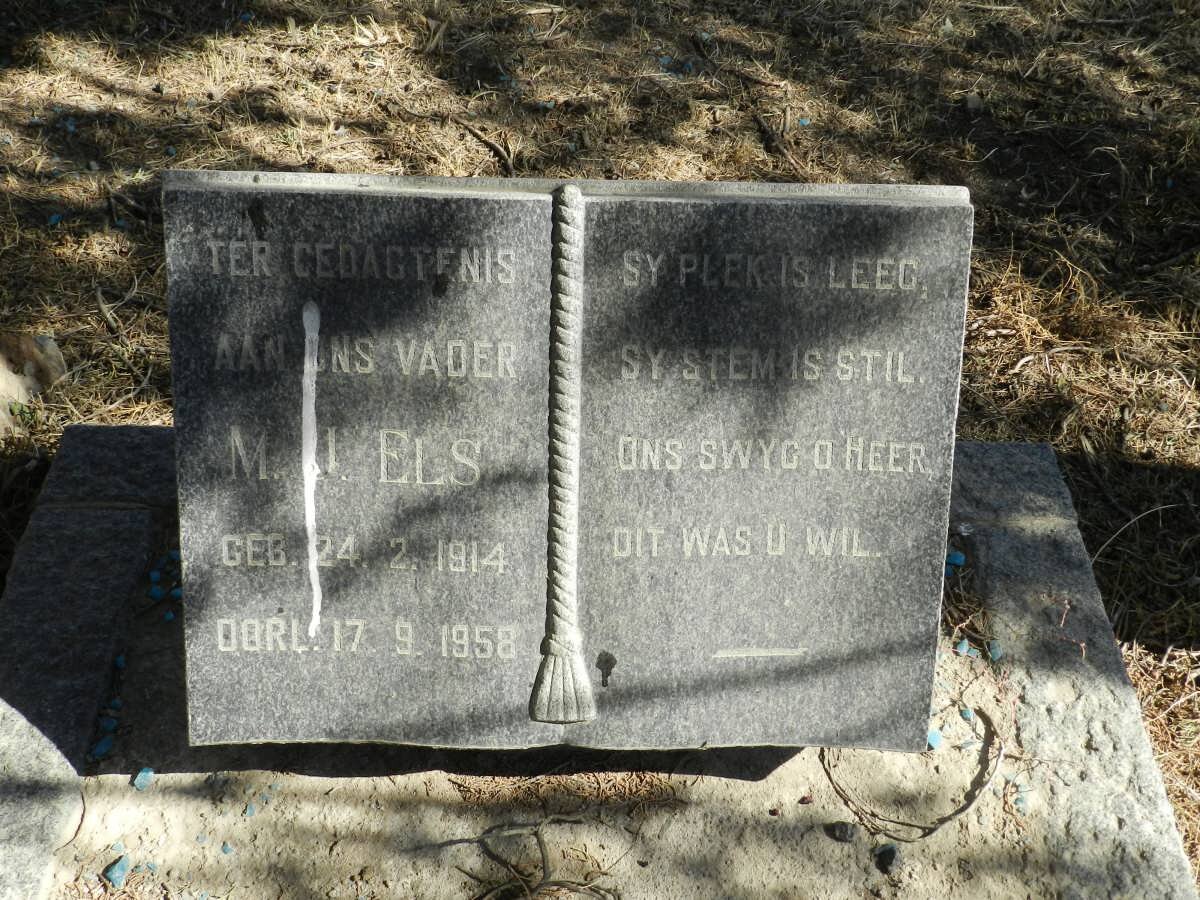 TER GEDAGTENIS
AAN ONS VADER
M. J. ELS
GEB. 24. 2. 1914
OORL. 17. 9. 1958
SY PLEK IS LEEG,
SY STEM IS STIL.
ONS SWYG O HEER,
DIT WAS U WIL.